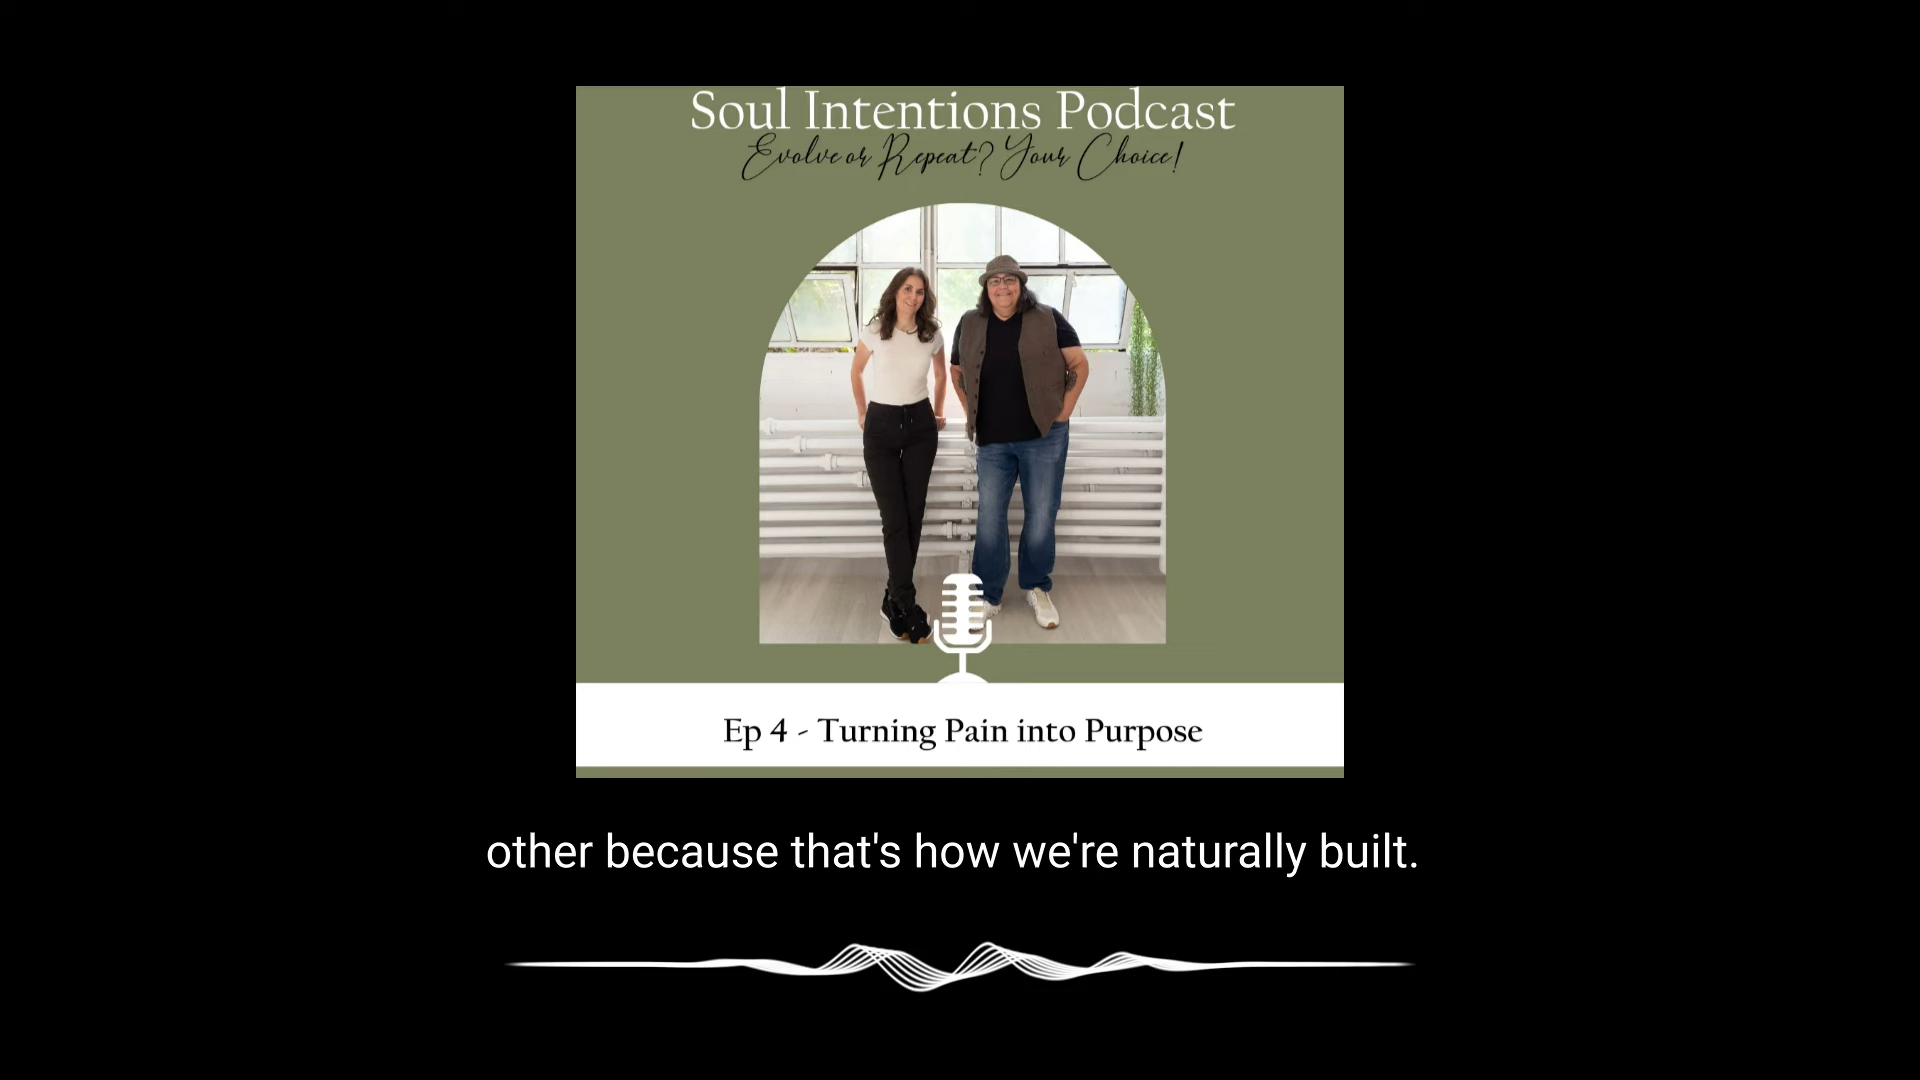 Soul Intentions Podcast
Evolve or Repeat? Your Choice!
Ep 4 - Turning Pain into Purpose
other because that's how we're naturally built.